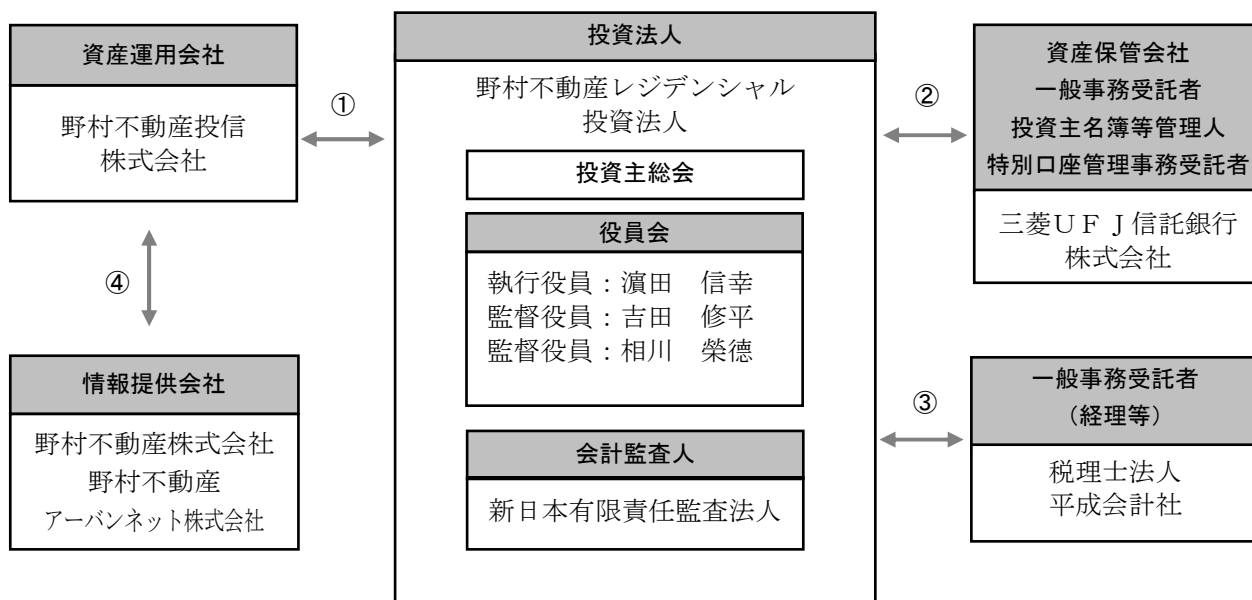 資産運用会社
野村不動産投信
株式会社
①
④
情報提供会社
野村不動産株式会社
野村不動産
アーバンネット株式会社
投資法人
野村不動産レジデンシャル
投資法人
投資主総会
役員会
執行役員：濵田　信幸
監督役員：吉田　修平
監督役員：相川　榮徳
会計監査人
新日本有限責任監査法人
②
資産保管会社
一般事務受託者
投資主名簿等管理人
特別口座管理事務受託者
三菱ＵＦＪ信託銀行
株式会社
③
一般事務受託者
（経理等）
税理士法人
平成会計社